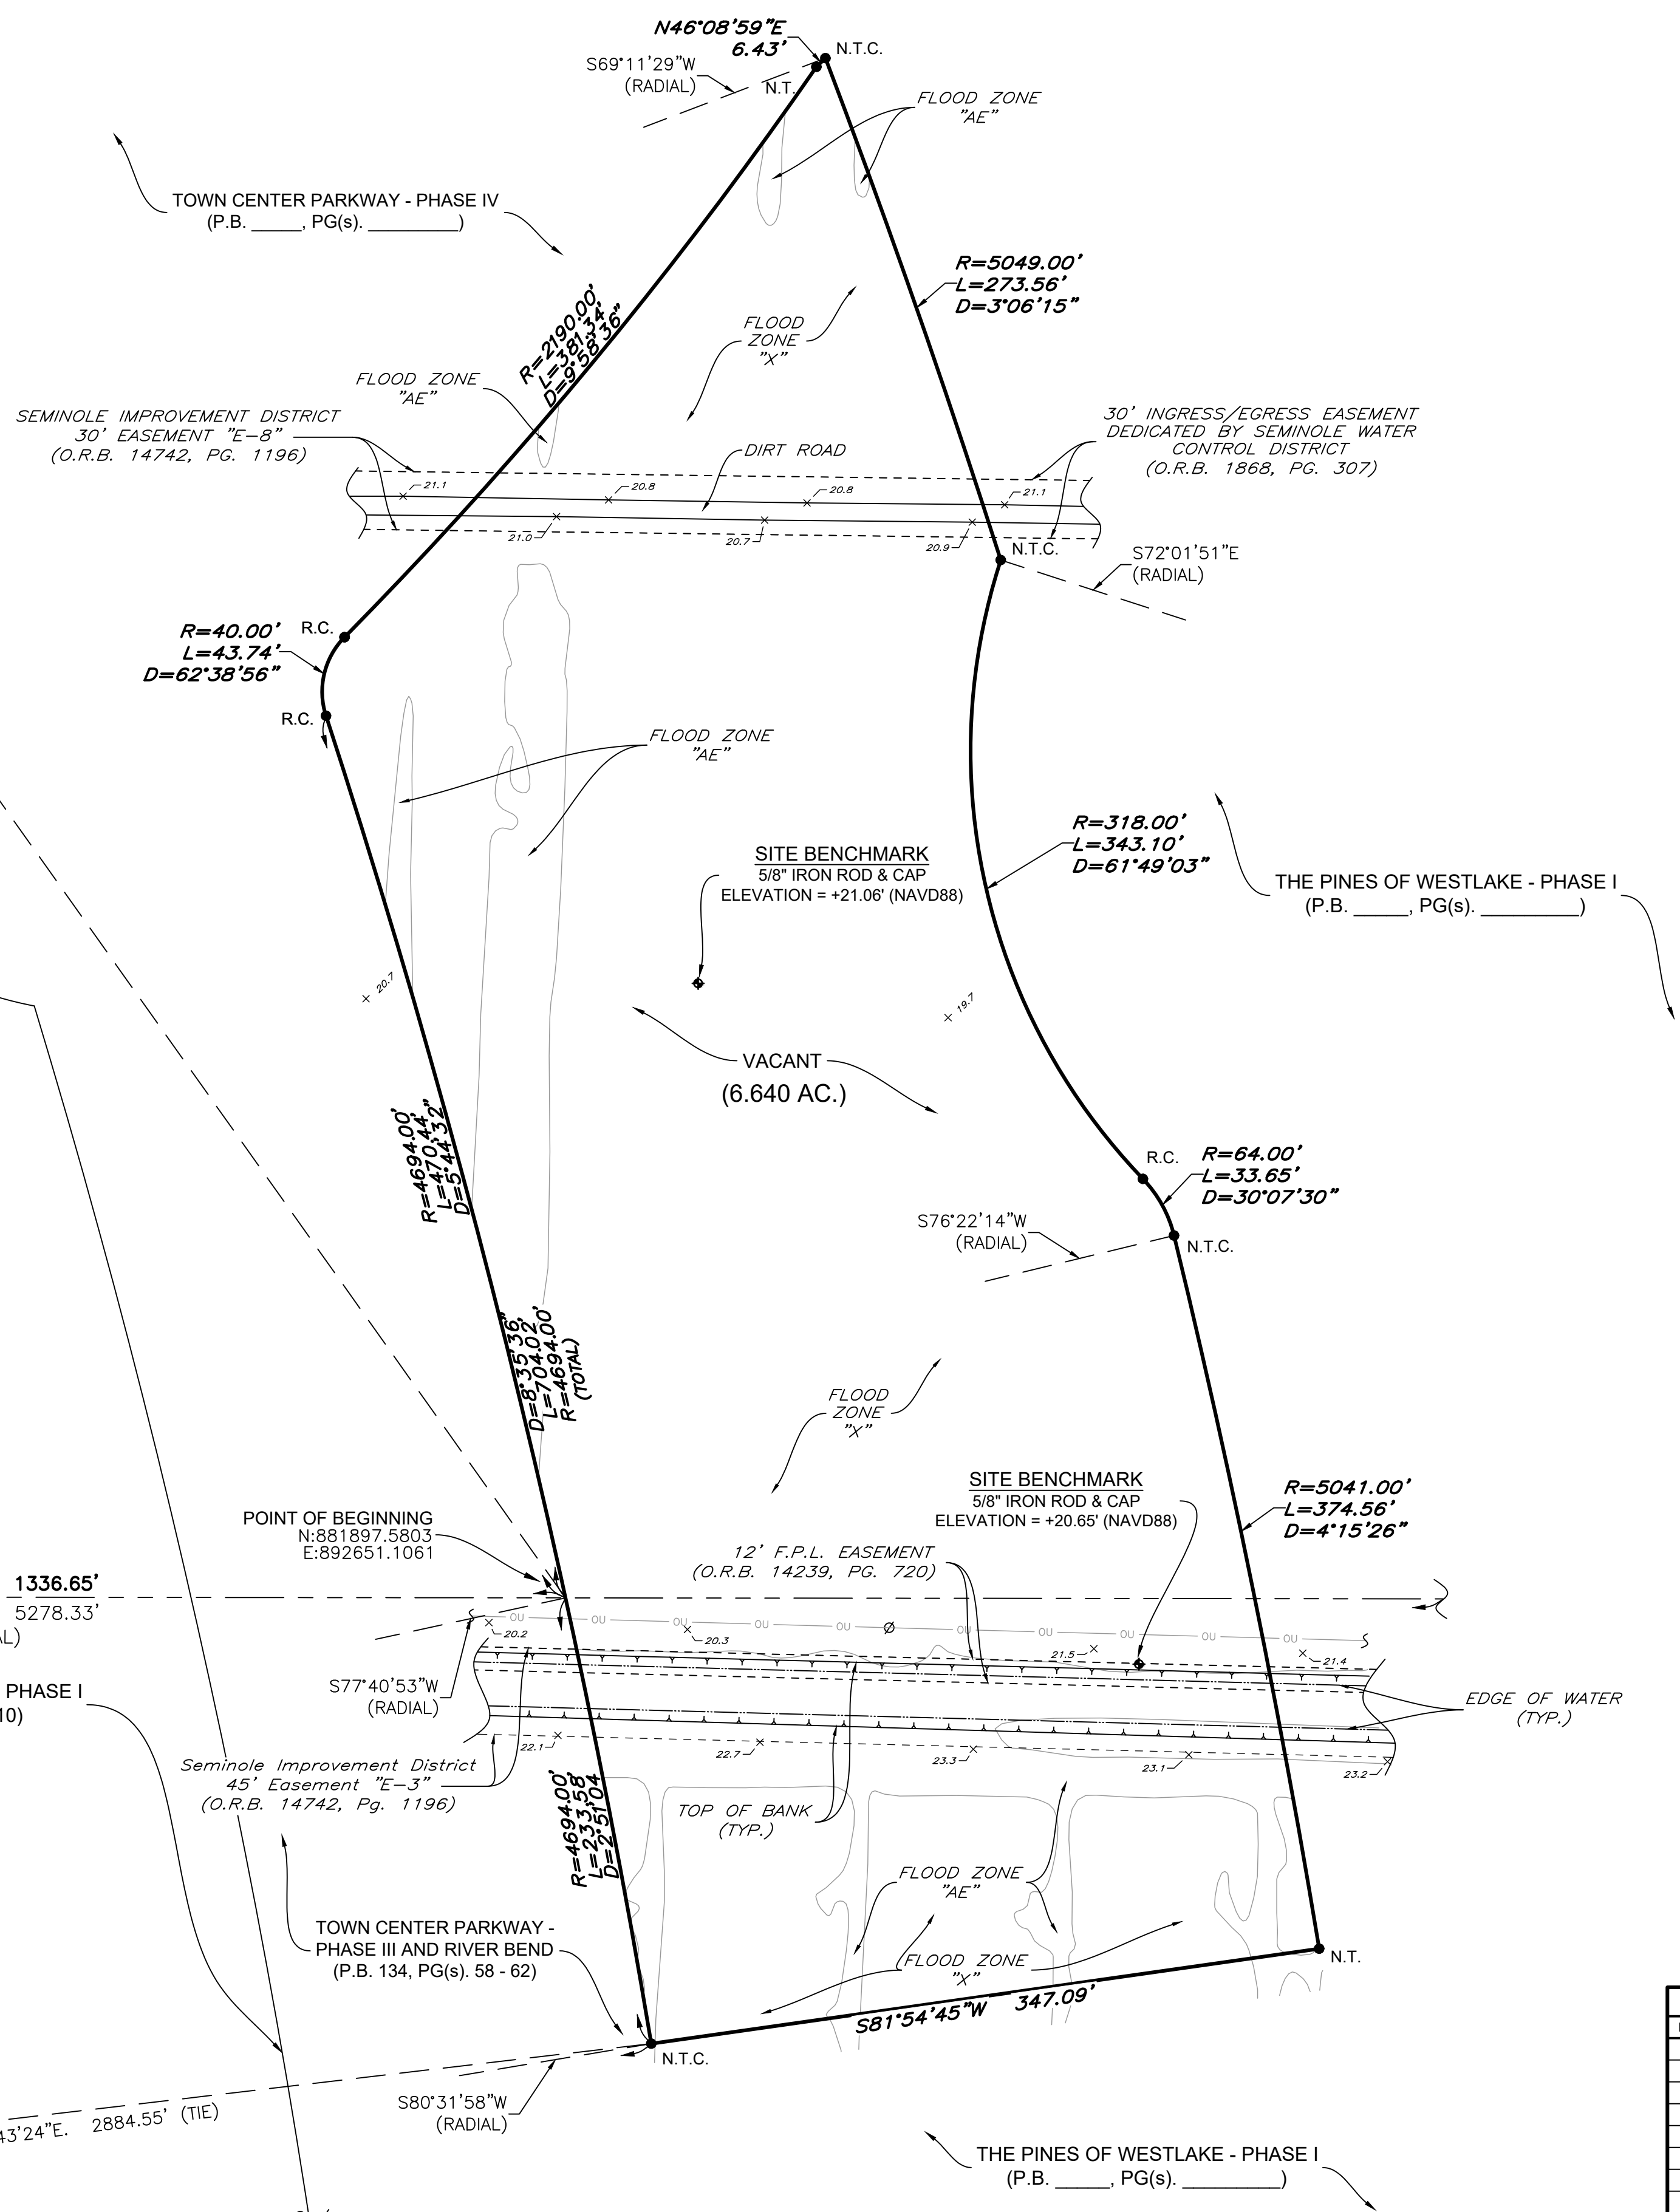 N46°08'59"E
6.43'
N.T.C.
S69°11'29"W
(RADIAL)
N.T.
FLOOD ZONE
"AE"
TOWN CENTER PARKWAY - PHASE IV
(P.B. _____, PG(s). _________)
R=5049.00'
L=273.56'
D=3°06'15"
R=2190.00'
L=381.34'
D=9°58'36"
FLOOD
ZONE
"X"
FLOOD ZONE
"AE"
SEMINOLE IMPROVEMENT DISTRICT
30' EASEMENT "E-8"
(O.R.B. 14742, PG. 1196)
DIRT ROAD
30' INGRESS/EGRESS EASEMENT
DEDICATED BY SEMINOLE WATER
CONTROL DISTRICT
(O.R.B. 1868, PG. 307)
21.1
20.8
20.8
21.1
21.0
20.7
20.9
N.T.C.
S72°01'51"E
(RADIAL)
R=40.00'
L=43.74'
D=62°38'56"
R.C.
R.C.
FLOOD ZONE
"AE"
SITE BENCHMARK
5/8" IRON ROD & CAP
ELEVATION = +21.06' (NAVD88)
R=318.00'
L=343.10'
D=61°49'03"
THE PINES OF WESTLAKE - PHASE I
(P.B. _____, PG(s). _________)
20.7
19.7
VACANT
(6.640 AC.)
R=4694.00'
L=470.44'
D=5°44'32"
R.C.
R=64.00'
L=33.65'
D=30°07'30"
S76°22'14"W
(RADIAL)
N.T.C.
D=8°35'36"
L=704.02'
R=4694.00'
(TOTAL)
FLOOD
ZONE
"X"
SITE BENCHMARK
5/8" IRON ROD & CAP
ELEVATION = +20.65' (NAVD88)
R=5041.00'
L=374.56'
D=4°15'26"
POINT OF BEGINNING
N:881897.5803
E:892651.1061
12' F.P.L. EASEMENT
(O.R.B. 14239, PG. 720)
1336.65'
5278.33'
AL)
OU OU OU OU OU OU OU OU OU OU
20.2
20.3
21.5
21.4
S77°40'53"W
(RADIAL)
PHASE I
10)
EDGE OF WATER
(TYP.)
22.1
22.7
23.3
23.1
23.2
Seminole Improvement District
45' Easement "E-3"
(O.R.B. 14742, Pg. 1196)
R=4694.00'
L=233.58'
D=2°51'04"
TOP OF BANK
(TYP.)
FLOOD ZONE
"AE"
TOWN CENTER PARKWAY -
PHASE III AND RIVER BEND
(P.B. 134, PG(s). 58 - 62)
FLOOD ZONE
"X"
N.T.
S81°54'45"W 347.09'
N.T.C.
S80°31'58"W
(RADIAL)
43'24"E. 2884.55' (TIE)
THE PINES OF WESTLAKE - PHASE I
(P.B. _____, PG(s). _________)